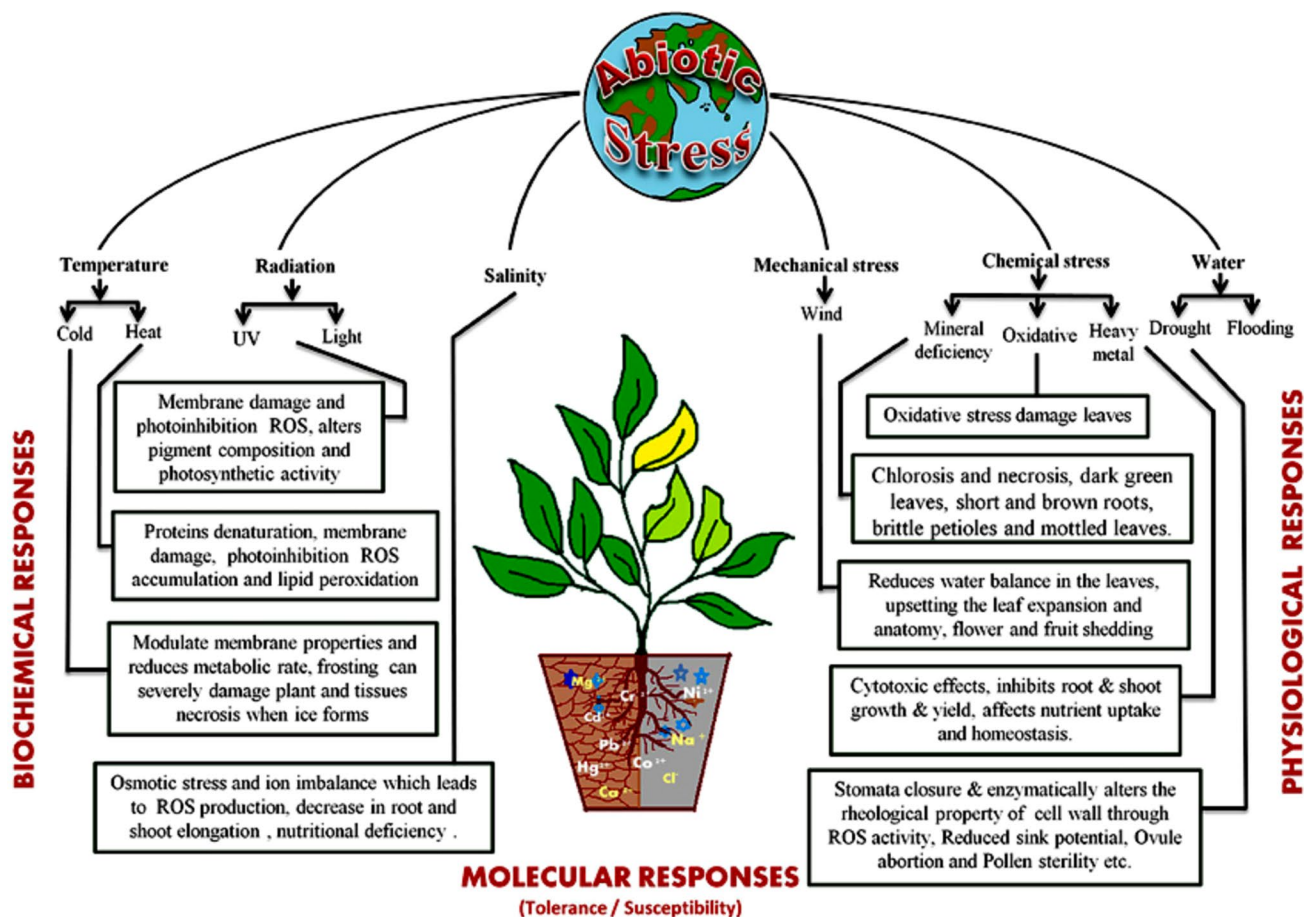 Abiotic
Stress
Temperature
Cold
Heat
Radiation
UV
Light
Salinity
Mechanical stress
Wind
Chemical stress
Mineral
deficiency
Oxidative
Heavy
metal
Water
Drought
Flooding
BIOCHEMICAL RESPONSES
Membrane damage and
photoinhibition ROS, alters
pigment composition and
photosynthetic activity
Proteins denaturation, membrane
damage, photoinhibition ROS
accumulation and lipid peroxidation
Modulate membrane properties and
reduces metabolic rate, frosting can
severely damage plant and tissues
necrosis when ice forms
Osmotic stress and ion imbalance which leads
to ROS production, decrease in root and
shoot elongation , nutritional deficiency .
Oxidative stress damage leaves
Chlorosis and necrosis, dark green
leaves, short and brown roots,
brittle petioles and mottled leaves.
Reduces water balance in the leaves,
upsetting the leaf expansion and
anatomy, flower and fruit shedding
Cytotoxic effects, inhibits root & shoot
growth & yield, affects nutrient uptake
and homeostasis.
Stomata closure & enzymatically alters the
rheological property of cell wall through
ROS activity, Reduced sink potential, Ovule
abortion and Pollen sterility etc.
PHYSIOLOGICAL RESPONSES
Mg
Cr
Ni²⁺
Cd
Pb
Na⁺
Hg²⁺
Co²⁺
Ca
Cl⁻
MOLECULAR RESPONSES
(Tolerance / Susceptibility)